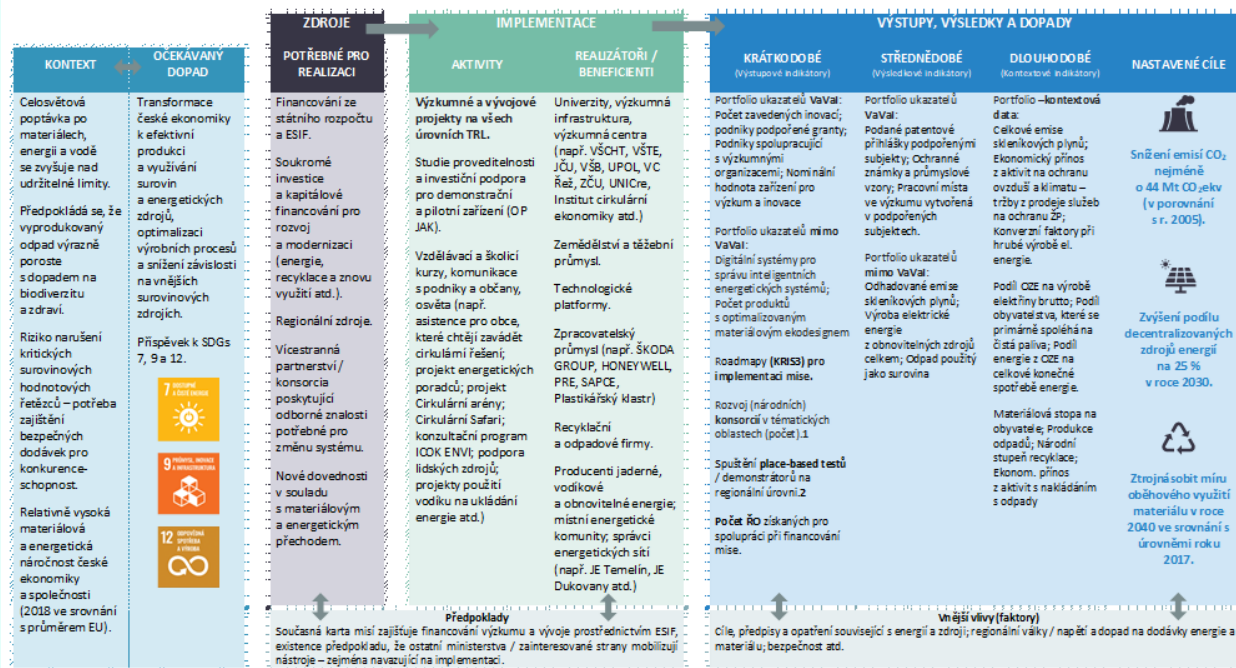 ZDROJE
IMPLEMENTACE
VÝSTUPY, VÝSLEDKY A DOPADY
KONTEXT
OČEKÁVANÝ
DOPAD
POTŘEBNÉ PRO
REALIZACI
AKTIVITY
REALIZÁTOŘI /
BENEFICIENTI
KRÁTKODOBÉ
(Výstupové indikátory)
STŘEDNĚDOBÉ
(Výsledkové indikátory)
DLOUHODOBÉ
(Kontextové indikátory)
NASTAVENÉ CÍLE
Celosvětová
poptávka po
materiálech,
energii a vodě
se zvyšuje nad
udržitelné limity.
Předpokládá se, že
vyprodukovaný
odpad výrazně
poroste
s dopadem na
biodiverzitu
a zdraví.
Riziko narušení
kritických
surovinových
hodnotových
řetězců – potřeba
zajištění
bezpečných
dodávek pro
konkurence-
schopnost.
Relativně vysoká
materiálová
a energetická
náročnost české
ekonomiky
a společnosti
(2018 ve srovnání
s průměrem EU).
Transformace
české ekonomiky
k efektivní
produkci
a využívání
surovin
a energetických
zdrojů,
optimalizaci
výrobních procesů
a snížení závislosti
na vnějších
surovinových
zdrojích.
Příspěvek k SDGs
7, 9 a 12.
7 DOSTUPNÉ
A ČISTÉ ENERGIE
9 PRŮMYSL, INOVACE
A INFRASTRUKTURA
12 ODPOVĚDNÁ
SPOTŘEBA
A VÝROBA
Financování ze
státního rozpočtu
a ESIF.
Soukromé
investice
a kapitálové
financování pro
rozvoj
a modernizaci
(energie,
recyklace a znovu
využití atd.).
Regionální zdroje.
Vícestranná
partnerství /
konsorcia
poskytující
odborné znalosti
potřebné pro
změnu systému.
Nové dovednosti
v souladu
s materiálovým
a energetickým
přechodem.
Výzkumné a vývojové
projekty na všech
úrovních TRL.
Studie proveditelnosti
a investiční podpora
pro demonstrační
a pilotní zařízení (OP
JAK).
Vzdělávací a školicí
kurzy, komunikace
s podniky a občany,
osvěta (např.
asistence pro obce,
které chtějí zavádět
cirkulární řešení;
projekt energetických
poradců; projekt
Cirkulární arény;
Cirkulární Safari;
konzultační program
ICOK ENVI; podpora
lidských zdrojů;
projekty použití
vodíku na ukládání
energie atd.)
Univerzity, výzkumná
infrastruktura,
výzkumná centra
(např. VŠCHT, VŠTE,
JČU, VŠB, UPOL, VC
Řež, ZČU, UNICre,
Institut cirkulární
ekonomiky atd.)
Zemědělství a těžební
průmysl.
Technologické
platformy.
Zpracovatelský
průmysl (např. ŠKODA
GROUP, HONEYWELL,
PRE, SAPCE,
Plastikářský klastr)
Recyklační
a odpadové firmy.
Producenti jaderné,
vodíkové
a obnovitelné energie;
místní energetické
komunity; správci
energetických sítí
(např. JE Temelín, JE
Dukovany atd.)
Portfolio ukazatelů VaVaI:
Počet zavedených inovací;
podniky podpořené granty;
Podniky spolupracující
s výzkumnými
organizacemi; Nominální
hodnota zařízení pro
výzkum a inovace
Portfolio ukazatelů mimo
VaVaI:
Digitální systémy pro
správu inteligentních
energetických systémů;
Počet produktů
s optimalizovaným
materiálovým ekodesignem
Roadmapy (KRIS3) pro
implementaci mise.
Rozvoj (národních)
konsorcií v tématických
oblastech (počet).1
Spuštění place-based testů
/ demonstrátorů na
regionální úrovni.2
Počet ŘO získaných pro
spolupráci při financování
mise.
Portfolio ukazatelů
VaVaI:
Podané patentové
přihlášky podpořenými
subjekty; Ochranné
známky a průmyslové
vzory; Pracovní místa
ve výzkumu vytvořená
v podpořených
subjektech.
Portfolio ukazatelů
mimo VaVaI:
Odhadované emise
skleníkových plynů;
Výroba elektrické
energie
z obnovitelných zdrojů
celkem; Odpad použitý
jako surovina
Portfolio –kontextová
data:
Celkové emise
skleníkových plynů;
Ekonomický přínos
z aktivit na ochranu
ovzduší a klimatu –
tržby z prodeje služeb
na ochranu ŽP;
Konverzní faktory při
hrubé výrobě el.
energie.
Podíl OZE na výrobě
elektřiny brutto; Podíl
obyvatelstva, které se
primárně spoléhá na
čistá paliva; Podíl
energie z OZE na
celkové konečné
spotřebě energie.
Materiálová stopa na
obyvatele; Produkce
odpadů; Národní
stupeň recyklace;
Ekonom. přínos
z aktivit s nakládáním
s odpady
Snížení emisí CO₂
nejméně
o 44 Mt CO₂ekv
(v porovnání
s r. 2005).
Zvýšení podílu
decentralizovaných
zdrojů energií
na 25 %
v roce 2030.
Ztrojnásobit míru
oběhového využití
materiálu v roce
2040 ve srovnání s
úrovněmi roku
2017.
Předpoklady
Současná karta misí zajišťuje financování výzkumu a vývoje prostřednictvím ESIF,
existence předpokladu, že ostatní ministerstva / zainteresované strany mobilizují
nástroje – zejména navazující na implementaci.
Vnější vlivy (faktory)
Cíle, předpisy a opatření související s energií a zdroji; regionální války / napětí a dopad na dodávky energie a
materiálu; bezpečnost atd.